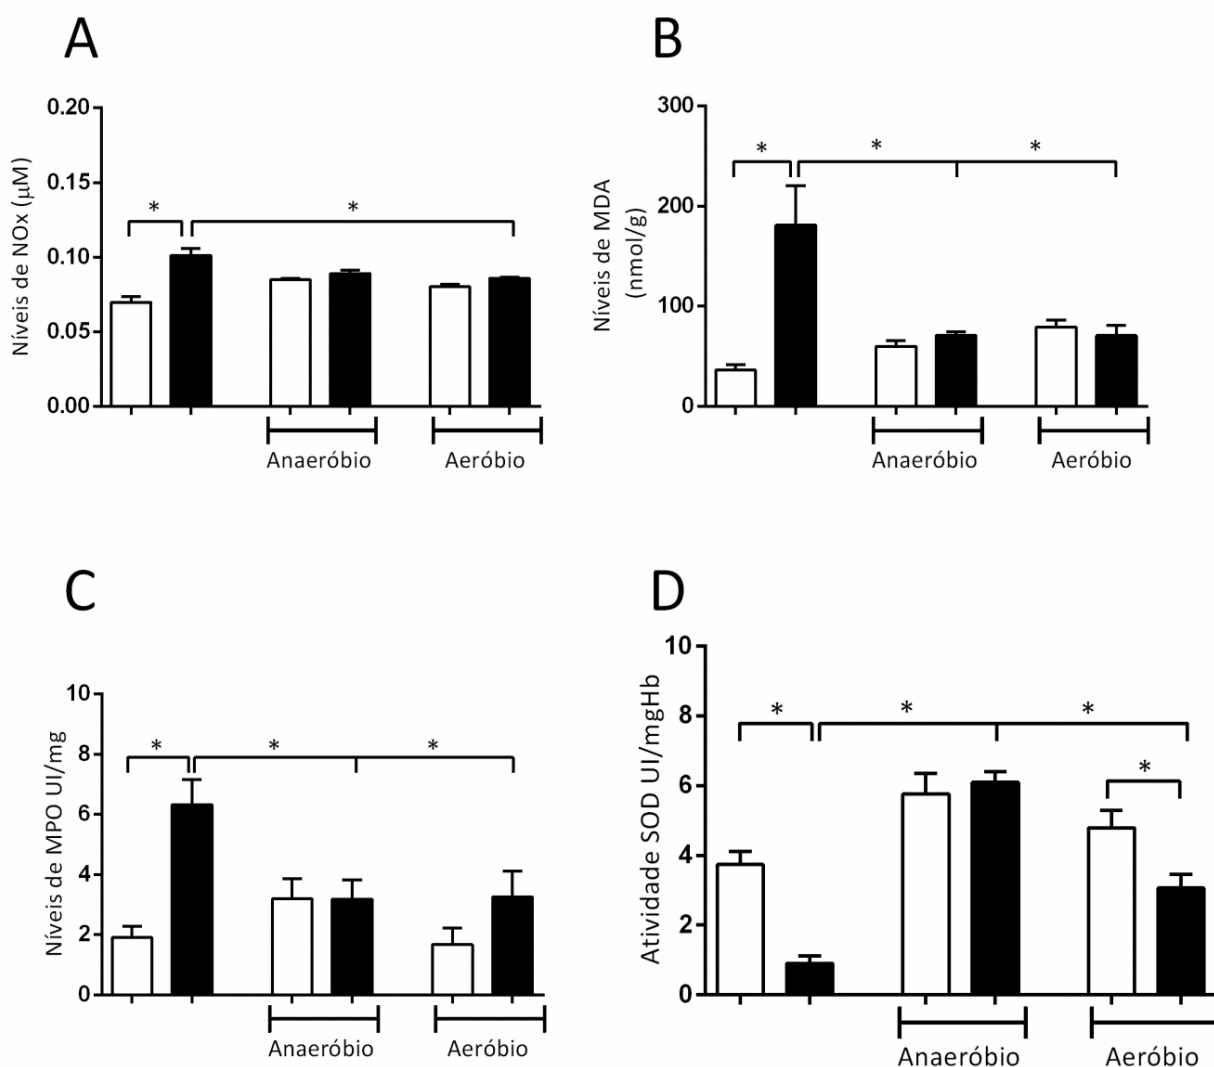 A
Níveis de NOx (µM)
0.20
0.15
0.10
0.05
0.00
*
*
Anaeróbio
Aeróbio
B
Níveis de MDA
(nmol/g)
300
200
100
0
*
*
*
Anaeróbio
Aeróbio
C
Níveis de MPO UI/mg
10
8
6
4
2
0
*
*
*
Anaeróbio
Aeróbio
D
Atividade SOD UI/mgHb
10
8
6
4
2
0
*
*
*
*
Anaeróbio
Aeróbio